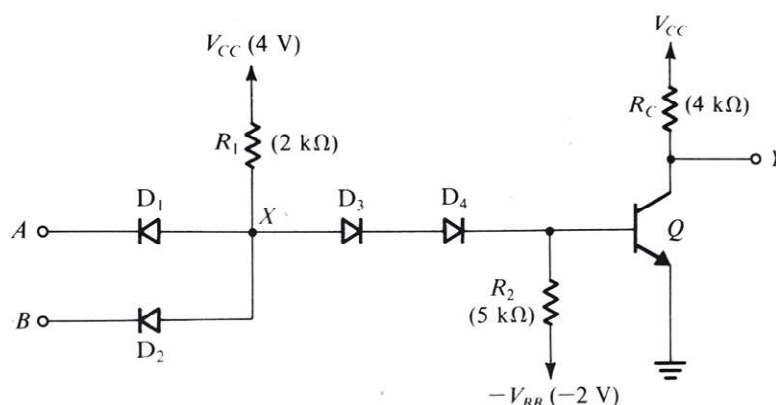 V_CC (4 V)
V_CC
R_1 (2 kΩ)
R_C (4 kΩ)
Y
D_1
X
D_3
D_4
A
Q
B
D_2
R_2
(5 kΩ)
−V_BB (−2 V)